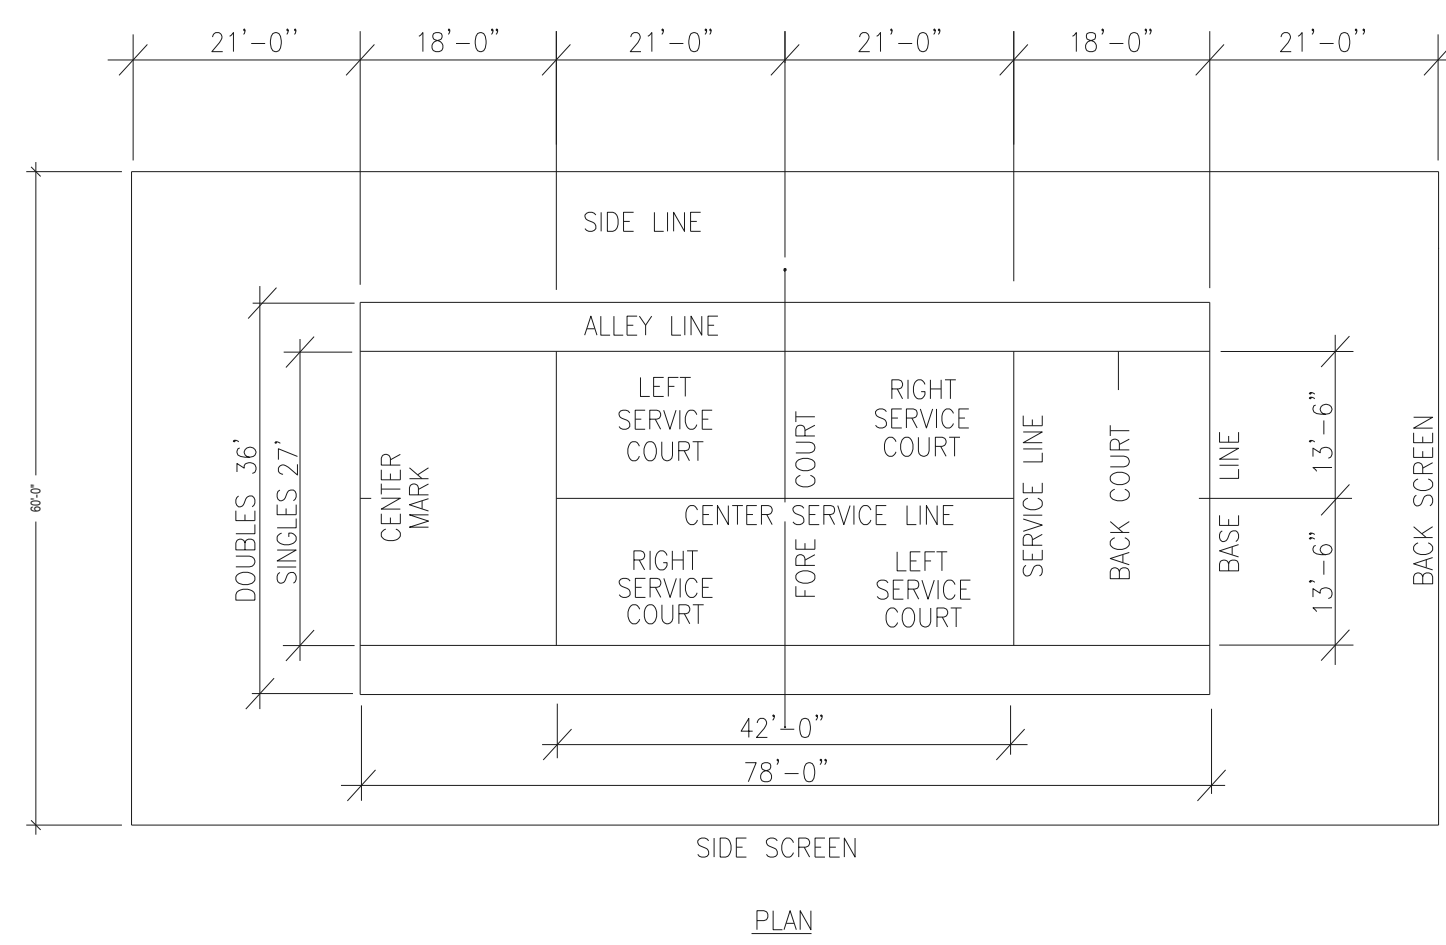 21'-0''
18'-0"
21'-0"
21'-0"
18'-0"
21'-0''
SIDE LINE
ALLEY LINE
LEFT
SERVICE
COURT
RIGHT
SERVICE
COURT
DOUBLES 36'
SINGLES 27'
CENTER
MARK
FORE COURT
SERVICE LINE
BACK COURT
BASE LINE
13'-6"
13'-6"
BACK SCREEN
60'-0"
CENTER SERVICE LINE
RIGHT
SERVICE
COURT
LEFT
SERVICE
COURT
42'-0"
78'-0"
SIDE SCREEN
PLAN